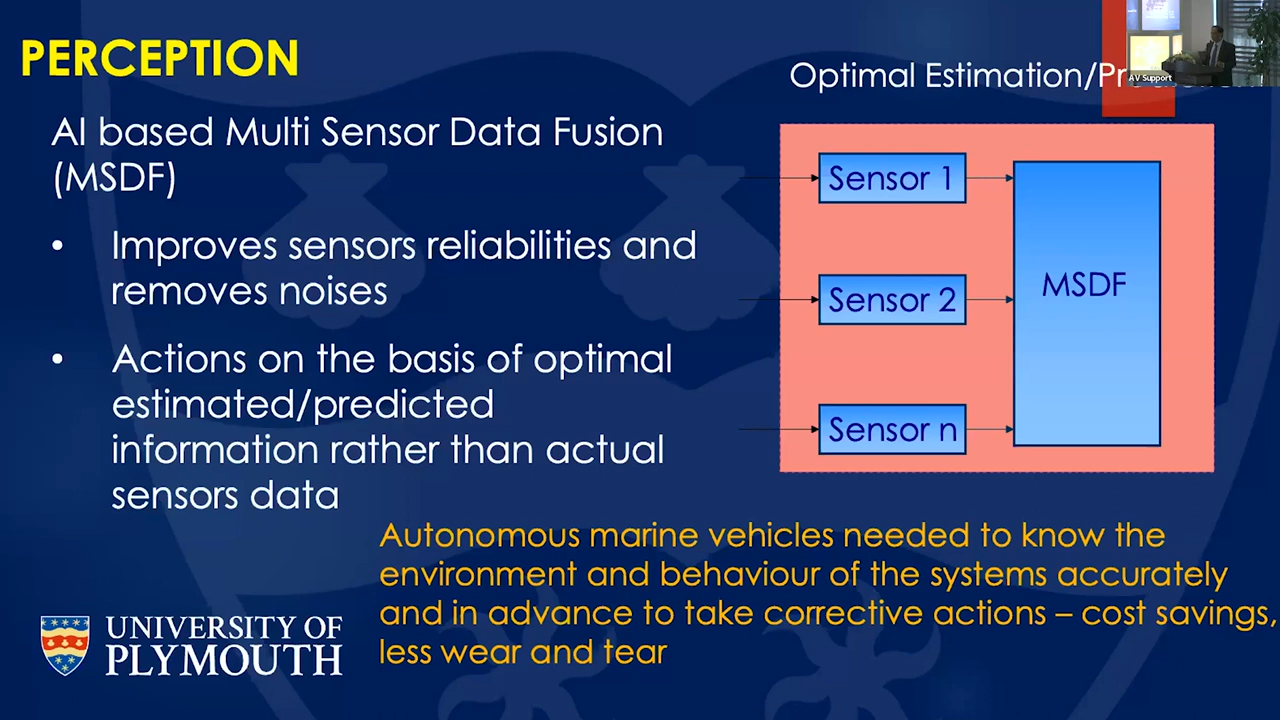 PERCEPTION
Optimal Estimation/
AV Support
AI based Multi Sensor Data Fusion
(MSDF)
• Improves sensors reliabilities and
removes noises
• Actions on the basis of optimal
estimated/predicted
information rather than actual
sensors data
Sensor 1
Sensor 2
Sensor n
MSDF
Autonomous marine vehicles needed to know the
environment and behaviour of the systems accurately
and in advance to take corrective actions – cost savings,
less wear and tear
UNIVERSITY OF
PLYMOUTH